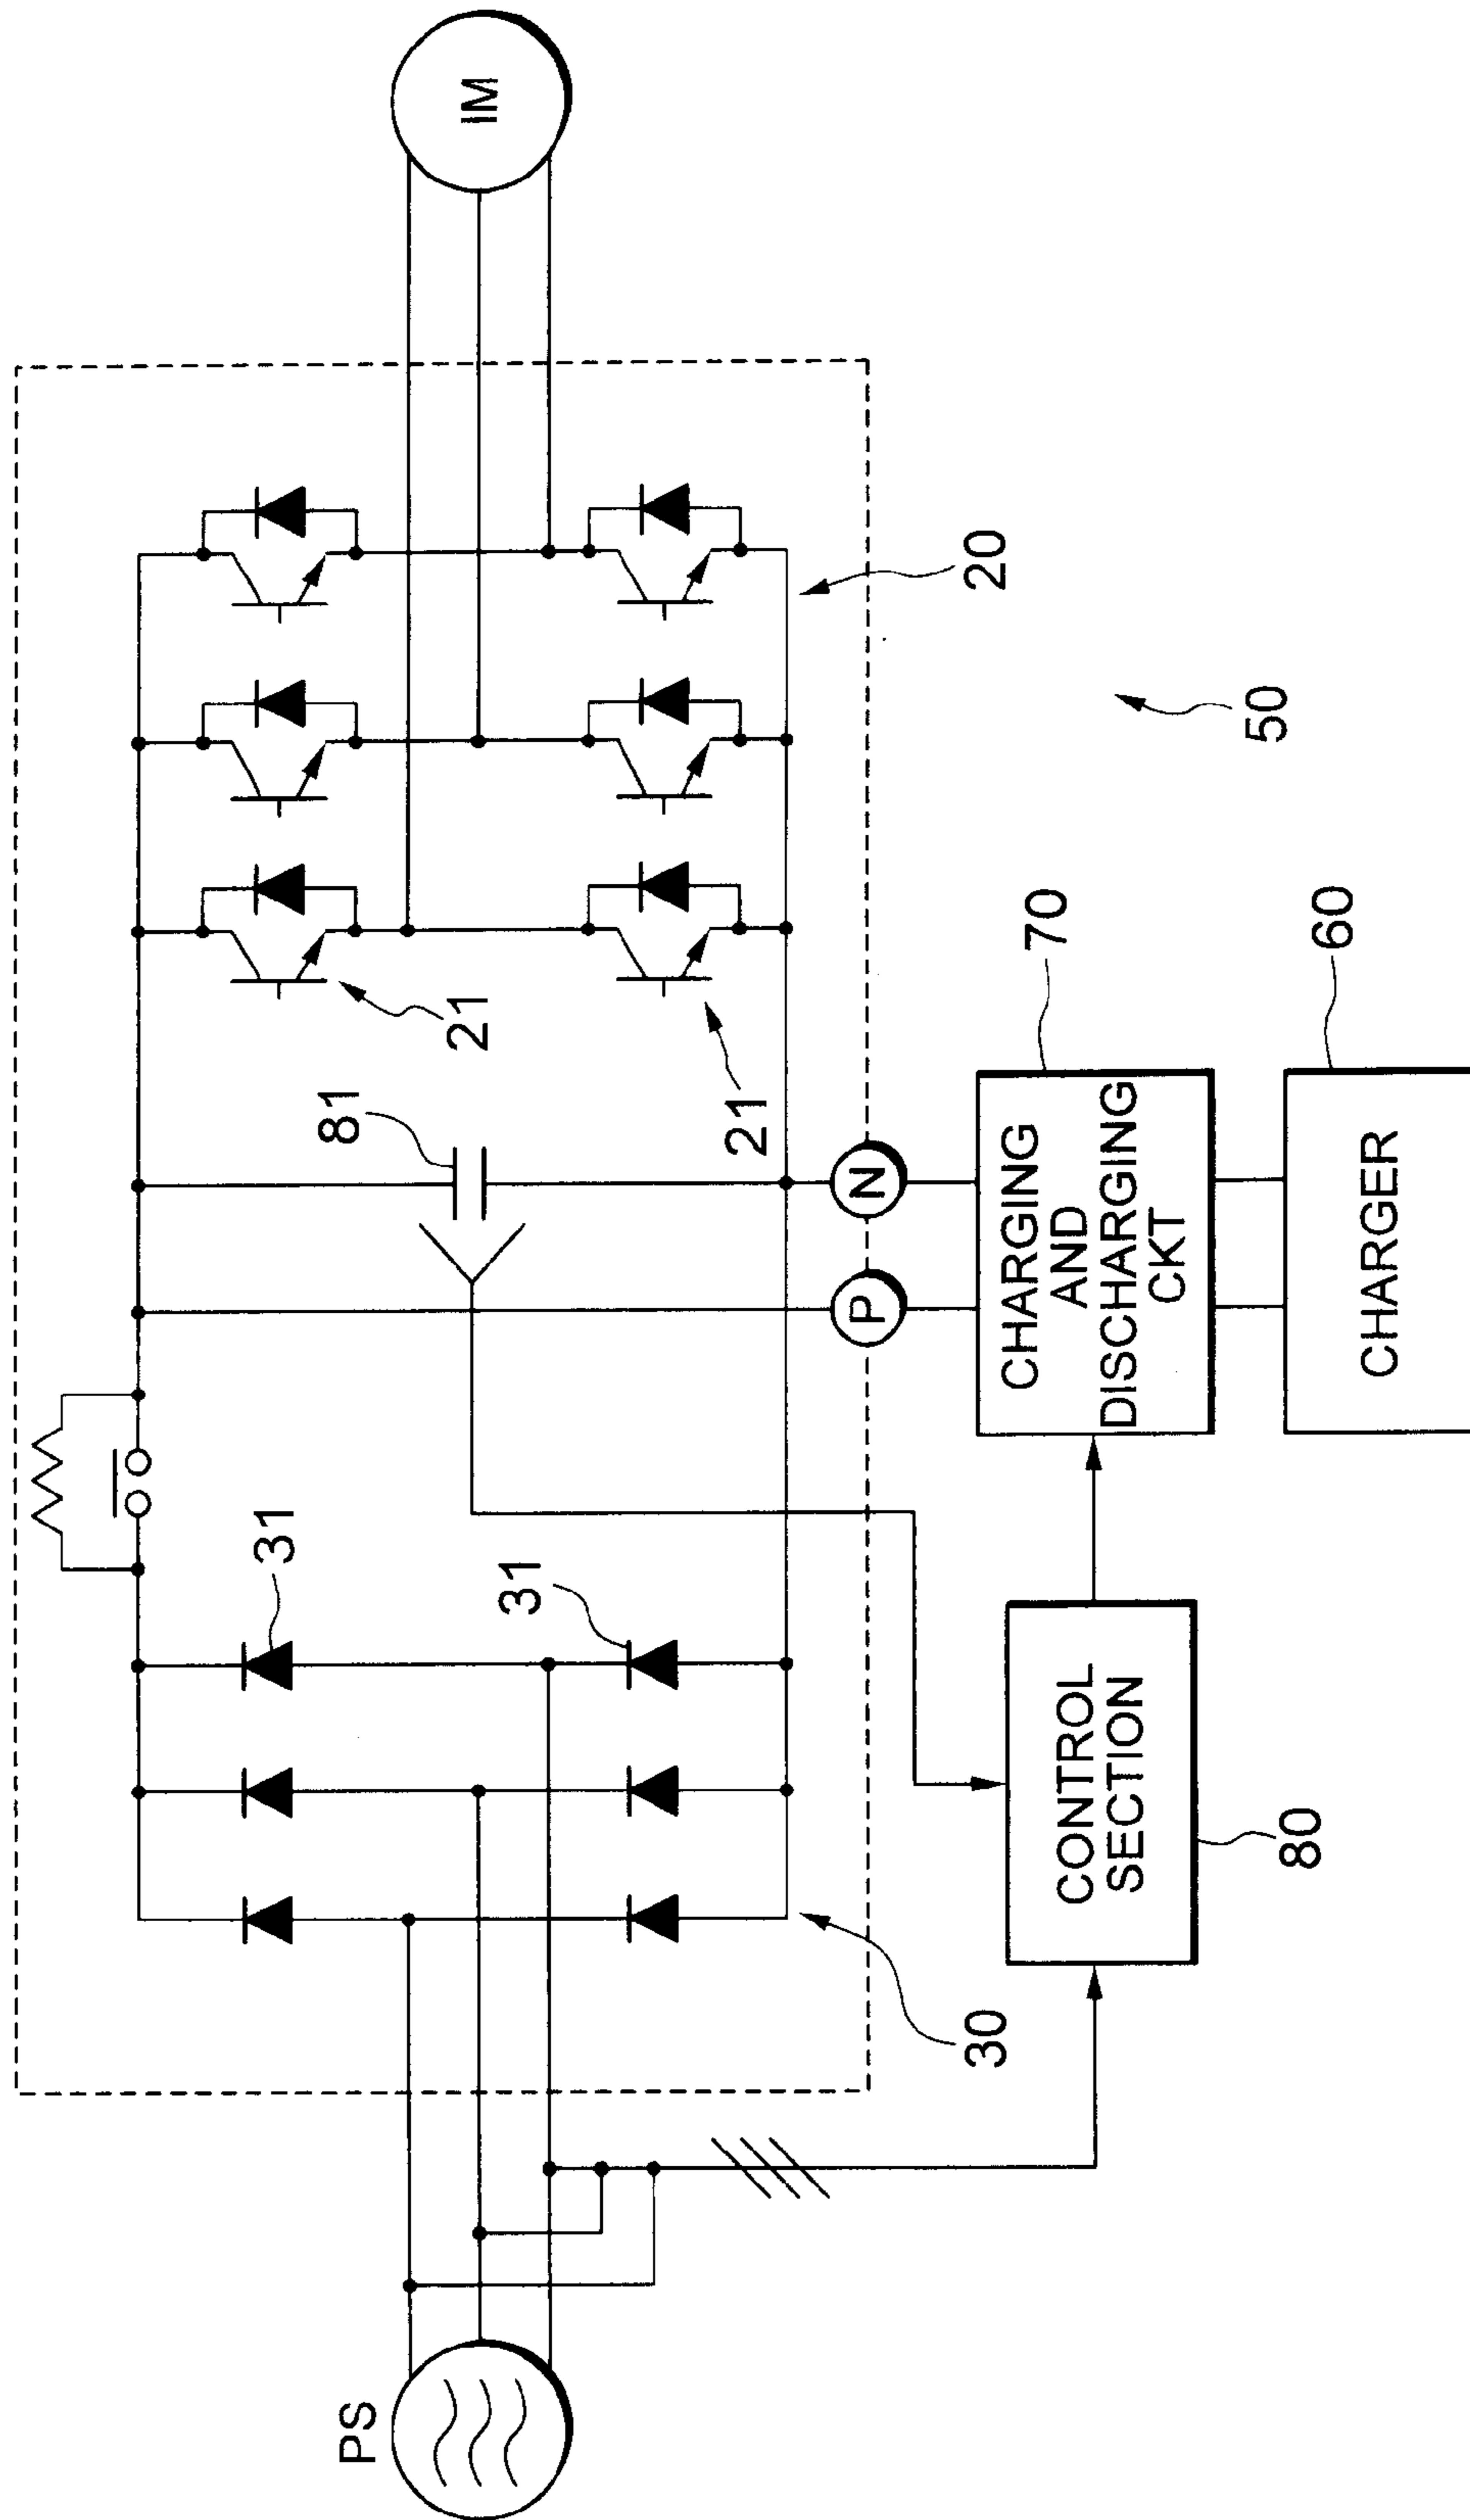 PS
IM
31
31
81
21
21
P
N
20
30
50
CONTROL
SECTION
80
CHARGING
AND
DISCHARGING
CKT
70
CHARGER
60